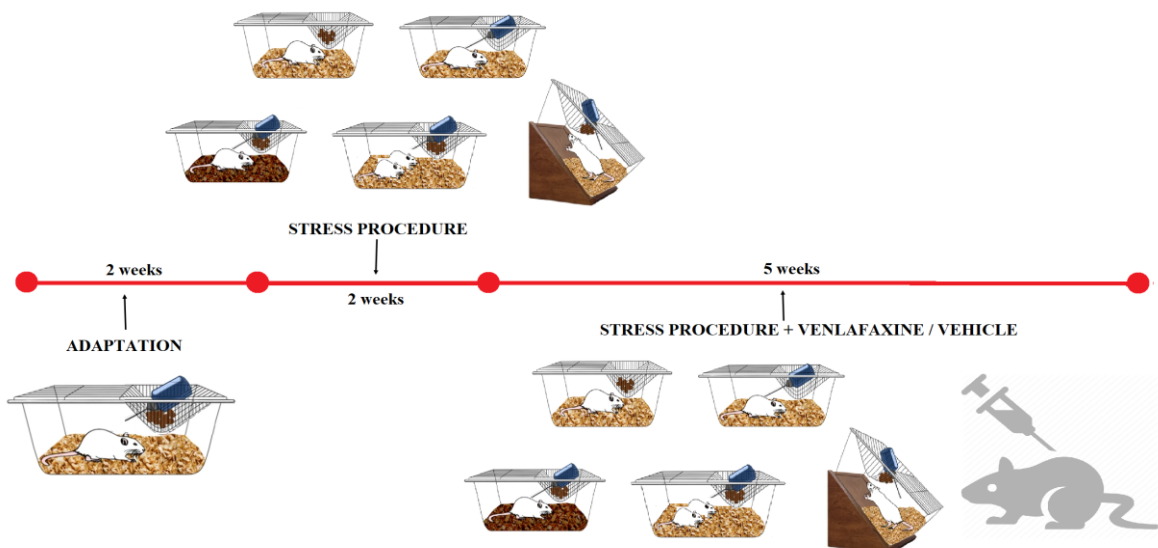 STRESS PROCEDURE
2 weeks
2 weeks
5 weeks
ADAPTATION
STRESS PROCEDURE + VENLAFAXINE / VEHICLE